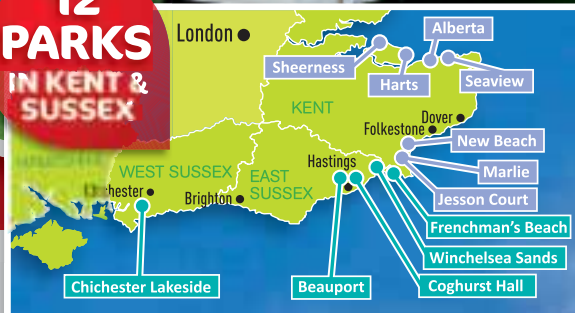 12
PARKS
IN KENT &
SUSSEX
London
Alberta
Sheerness
Harts
Seaview
KENT
Dover
Folkestone
New Beach
Marlie
Jesson Court
Hastings
WEST SUSSEX
EAST
SUSSEX
Brighton
Frenchman's Beach
Winchelsea Sands
Coghurst Hall
Beauport
Chichester Lakeside